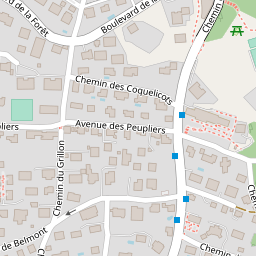 Boulevard de la
d de la Forêt
Chemin
Chemin des Coquelicots
Avenue des Peupliers
pliers
Chemin du Grillon
de Belmont
Chemin